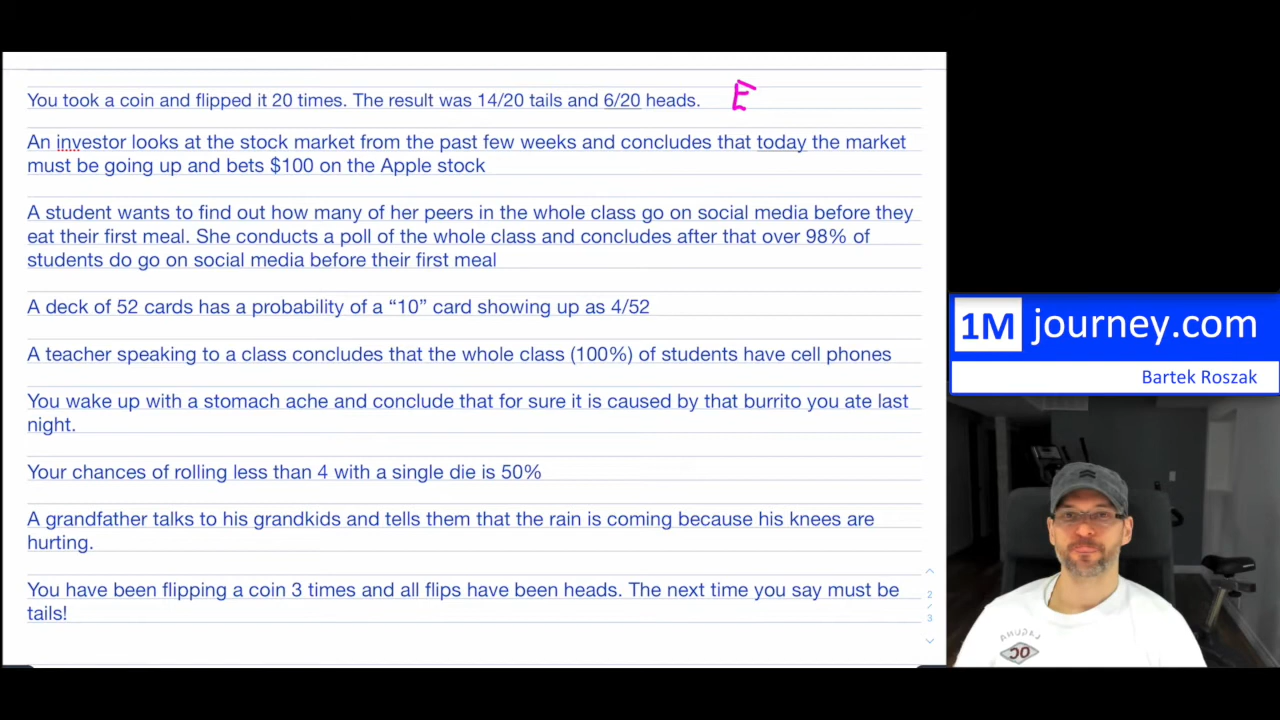 You took a coin and flipped it 20 times. The result was 14/20 tails and 6/20 heads. E
An investor looks at the stock market from the past few weeks and concludes that today the market
must be going up and bets $100 on the Apple stock
A student wants to find out how many of her peers in the whole class go on social media before they
eat their first meal. She conducts a poll of the whole class and concludes after that over 98% of
students do go on social media before their first meal
A deck of 52 cards has a probability of a “10” card showing up as 4/52
A teacher speaking to a class concludes that the whole class (100%) of students have cell phones
You wake up with a stomach ache and conclude that for sure it is caused by that burrito you ate last
night.
Your chances of rolling less than 4 with a single die is 50%
A grandfather talks to his grandkids and tells them that the rain is coming because his knees are
hurting.
You have been flipping a coin 3 times and all flips have been heads. The next time you say must be
tails!
2
/
3
1M journey.com
Bartek Roszak
LAGUNA
OC